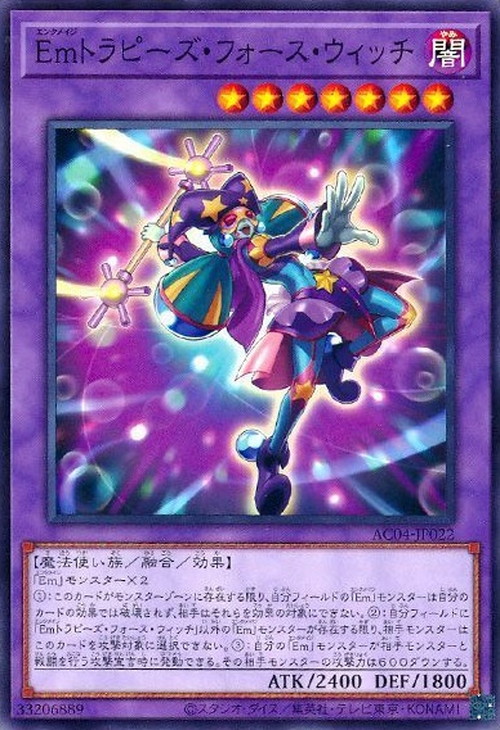 エンタメイジ
Emトラピーズ・フォース・ウィッチ
やみ
闇
AC04-JP022
【魔法使い族／融合／効果】
「Em」モンスター×２
①：このカードがモンスターゾーンに存在する限り、自分フィールドの「Em」モンスターは自分の
カードの効果では破壊されず、相手はそれらを効果の対象にできない。②：自分フィールドに
「Emトラピーズ・フォース・ウィッチ」以外の「Em」モンスターが存在する限り、相手モンスターは
このカードを攻撃対象に選択できない。③：自分の「Em」モンスターが相手モンスターと
戦闘を行う攻撃宣言時に発動できる。その相手モンスターの攻撃力は６００ダウンする。
ATK/2400 DEF/1800
33206889
©スタジオ・ダイス／集英社・テレビ東京・KONAMI